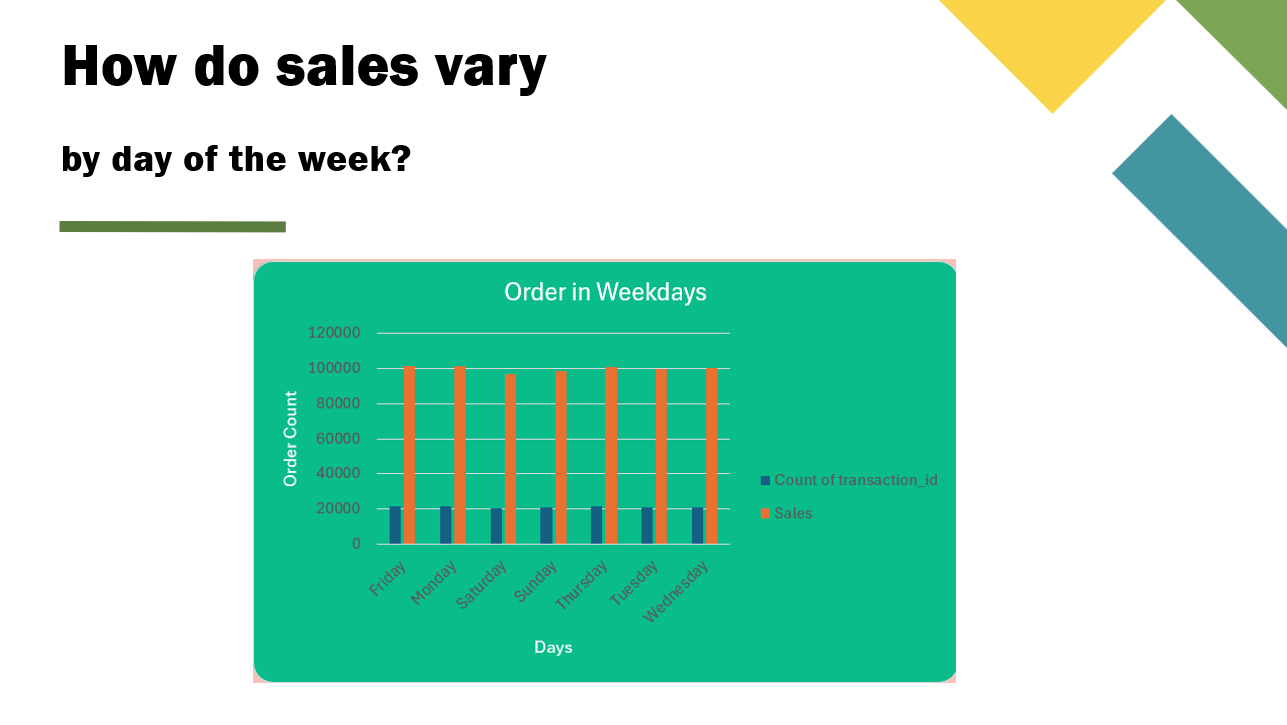 How do sales vary
by day of the week?
Order in Weekdays
120000
100000
80000
60000
40000
20000
0
Order Count
Friday
Monday
Saturday
Sunday
Thursday
Tuesday
Wednesday
Days
Count of transaction_id
Sales